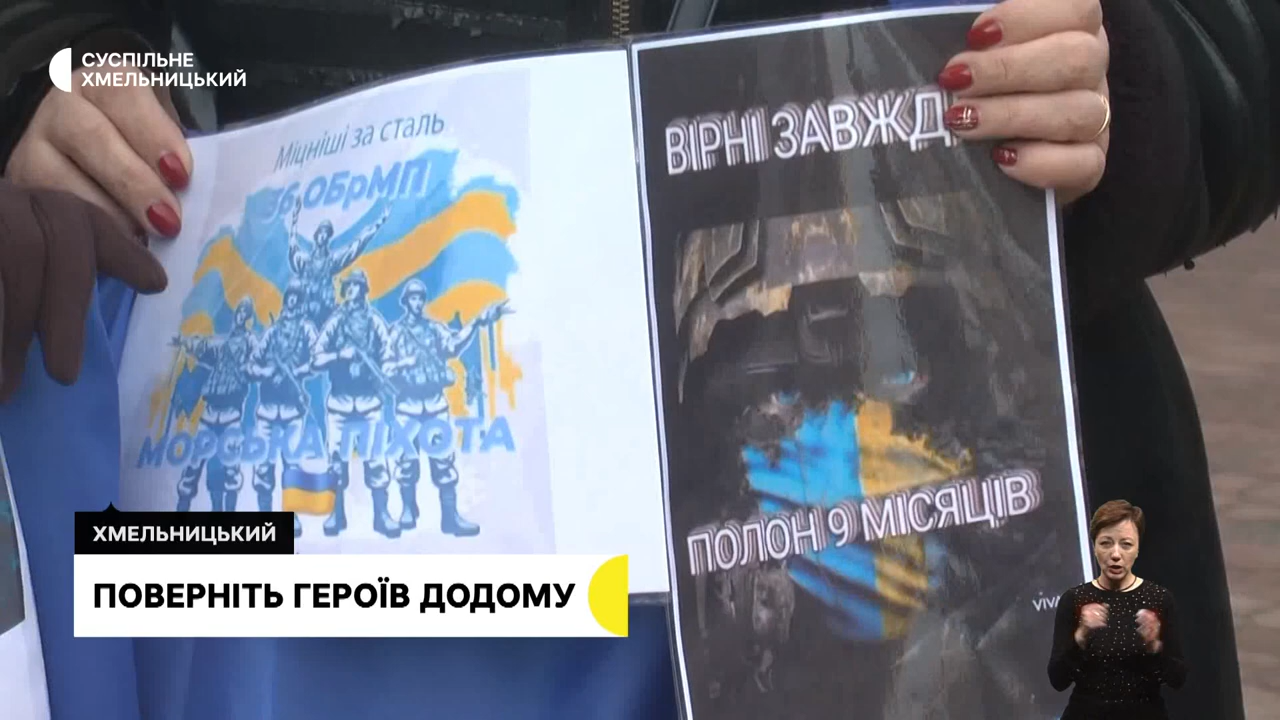 СУСПІЛЬНЕ
ХМЕЛЬНИЦЬКИЙ
Міцніші за сталь
36 ОБрМП
МОРСЬКА ПІХОТА
ВІРНІ ЗАВЖДИ
ПОЛОН 9 МІСЯЦІВ
ХМЕЛЬНИЦЬКИЙ
ПОВЕРНІТЬ ГЕРОЇВ ДОДОМУ